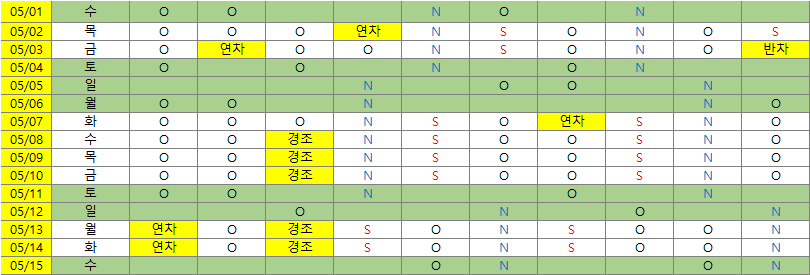 05/01 수 O O N O N
05/02 목 O O O 연차 N S O N O S
05/03 금 O 연차 O O N S O N O 반차
05/04 토 O O N O N
05/05 일 N O O N
05/06 월 O O N N O
05/07 화 O O O N S O 연차 S N O
05/08 수 O O 경조 N S O O S N O
05/09 목 O O 경조 N S O O S N O
05/10 금 O O 경조 N S O O S N O
05/11 토 O O O N
05/12 일 O N O N
05/13 월 연차 O 경조 S O N S O O N
05/14 화 연차 O 경조 S O N S O O N
05/15 수 O N O N